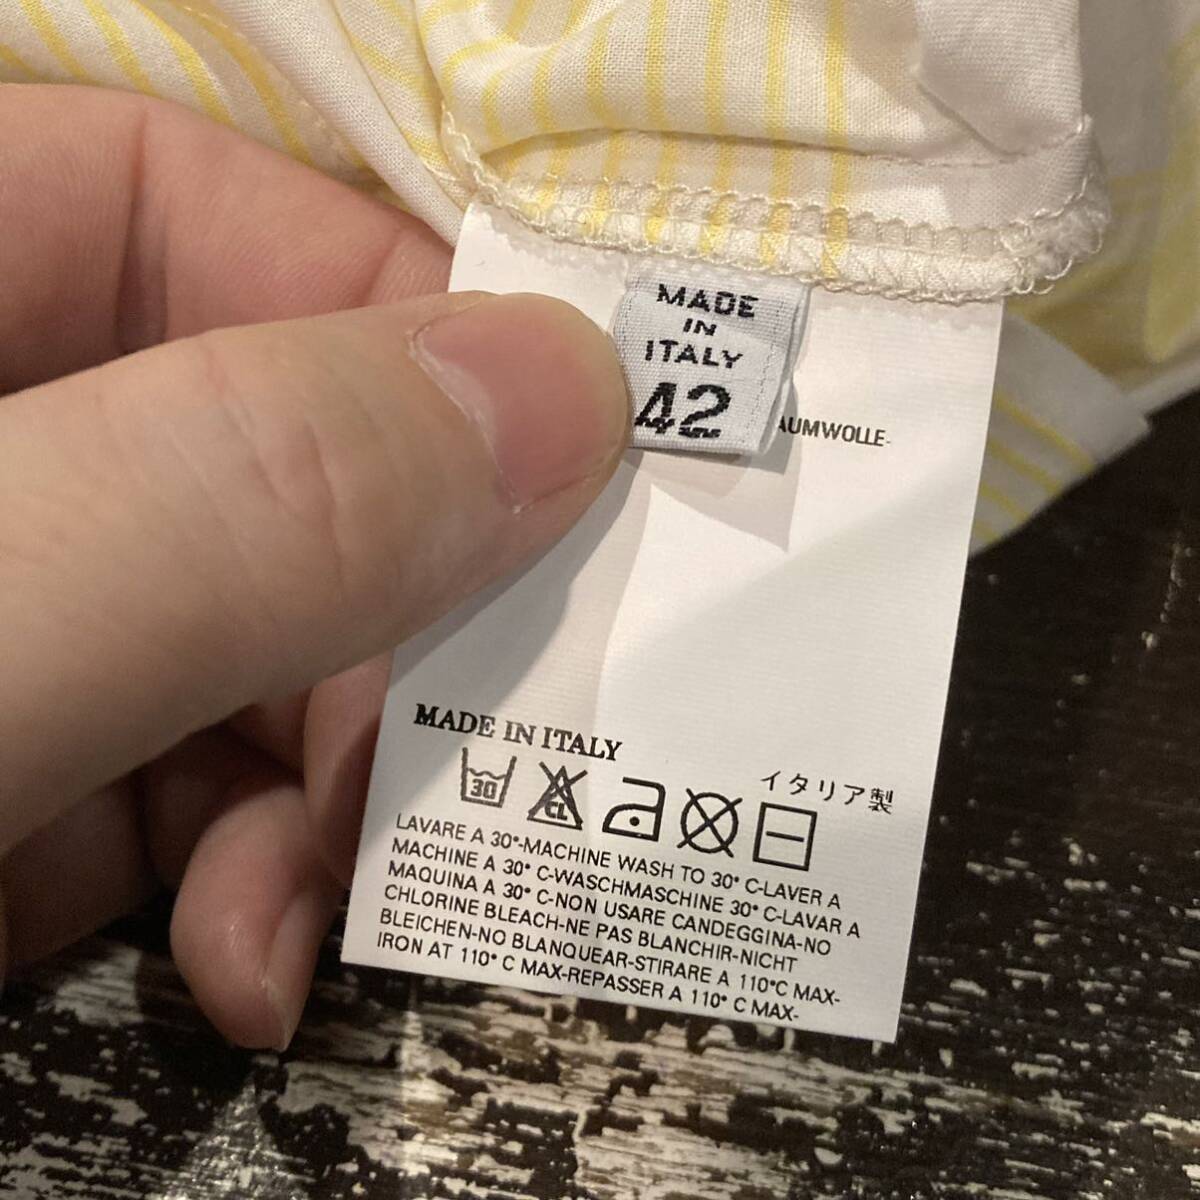 MADE
IN
ITALY
42
AUMWOLLE-
MADE IN ITALY
イタリア製
30
CL
LAVARE A 30°-MACHINE WASH TO 30° C-LAVER A
MACHINE A 30° C-WASCHMASCHINE 30° C-LAVAR A
MAQUINA A 30° C-NON USARE CANDEGGINA-NO
CHLORINE BLEACH-NE PAS BLANCHIR-NICHT
BLEICHEN-NO BLANQUEAR-STIRARE A 110°C MAX-
IRON AT 110° C MAX-REPASSER A 110° C MAX-